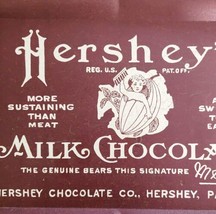 Hershey
REG. U.S. PAT. OFF.
MORE
SUSTAINING
THAN
MEAT
MILK CHOCOLA
THE GENUINE BEARS THIS SIGNATURE
HERSHEY CHOCOLATE CO., HERSHEY, P